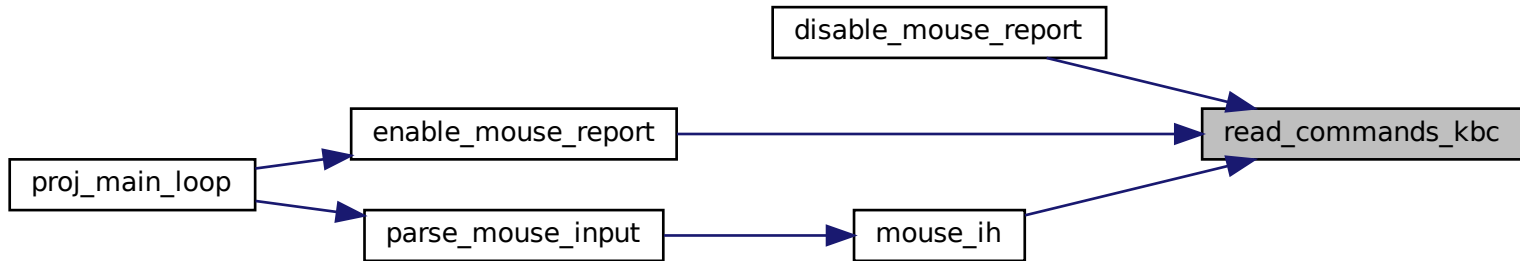 disable_mouse_report
enable_mouse_report
read_commands_kbc
proj_main_loop
parse_mouse_input
mouse_ih